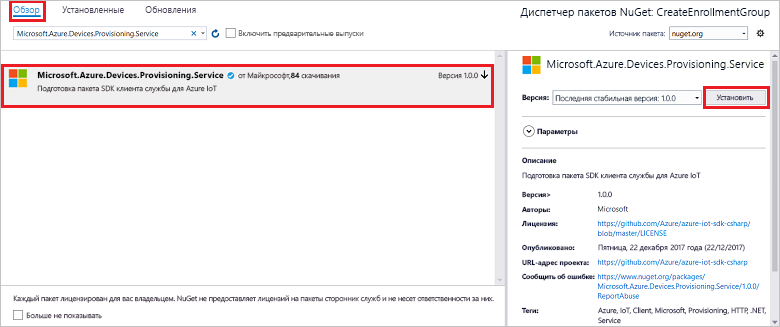 Обзор Установленные Обновления
Диспетчер пакетов NuGet: CreateEnrollmentGroup
Microsoft.Azure.Devices.Provisioning.Service
Включить предварительные выпуски
Источник пакета: nuget.org
Microsoft.Azure.Devices.Provisioning.Service от Майкрософт,84 скачивания
Версия 1.0.0
Подготовка пакета SDK клиента службы для Azure IoT
Каждый пакет лицензирован для вас владельцем. NuGet не предоставляет лицензий на пакеты сторонних служб и не несет ответственности за них.
Больше не показывать
Microsoft.Azure.Devices.Provisioning.Service
Версия: Последняя стабильная версия: 1.0.0 Установить
Параметры
Описание
Подготовка пакета SDK клиента службы для Azure IoT
Версия> 1.0.0
Авторы: Microsoft
Лицензия: https://github.com/Azure/azure-iot-sdk-csharp/
blob/master/LICENSE
Опубликовано: Пятница, 22 декабря 2017 года (22/12/2017)
URL-адрес проекта: https://github.com/Azure/azure-iot-sdk-csharp
Сообщить об ошибке: https://www.nuget.org/packages/
Microsoft.Azure.Devices.Provisioning.Service/1.0.0/
ReportAbuse
Теги: Azure, IoT, Client, Microsoft, Provisioning, HTTP, .NET,
Service